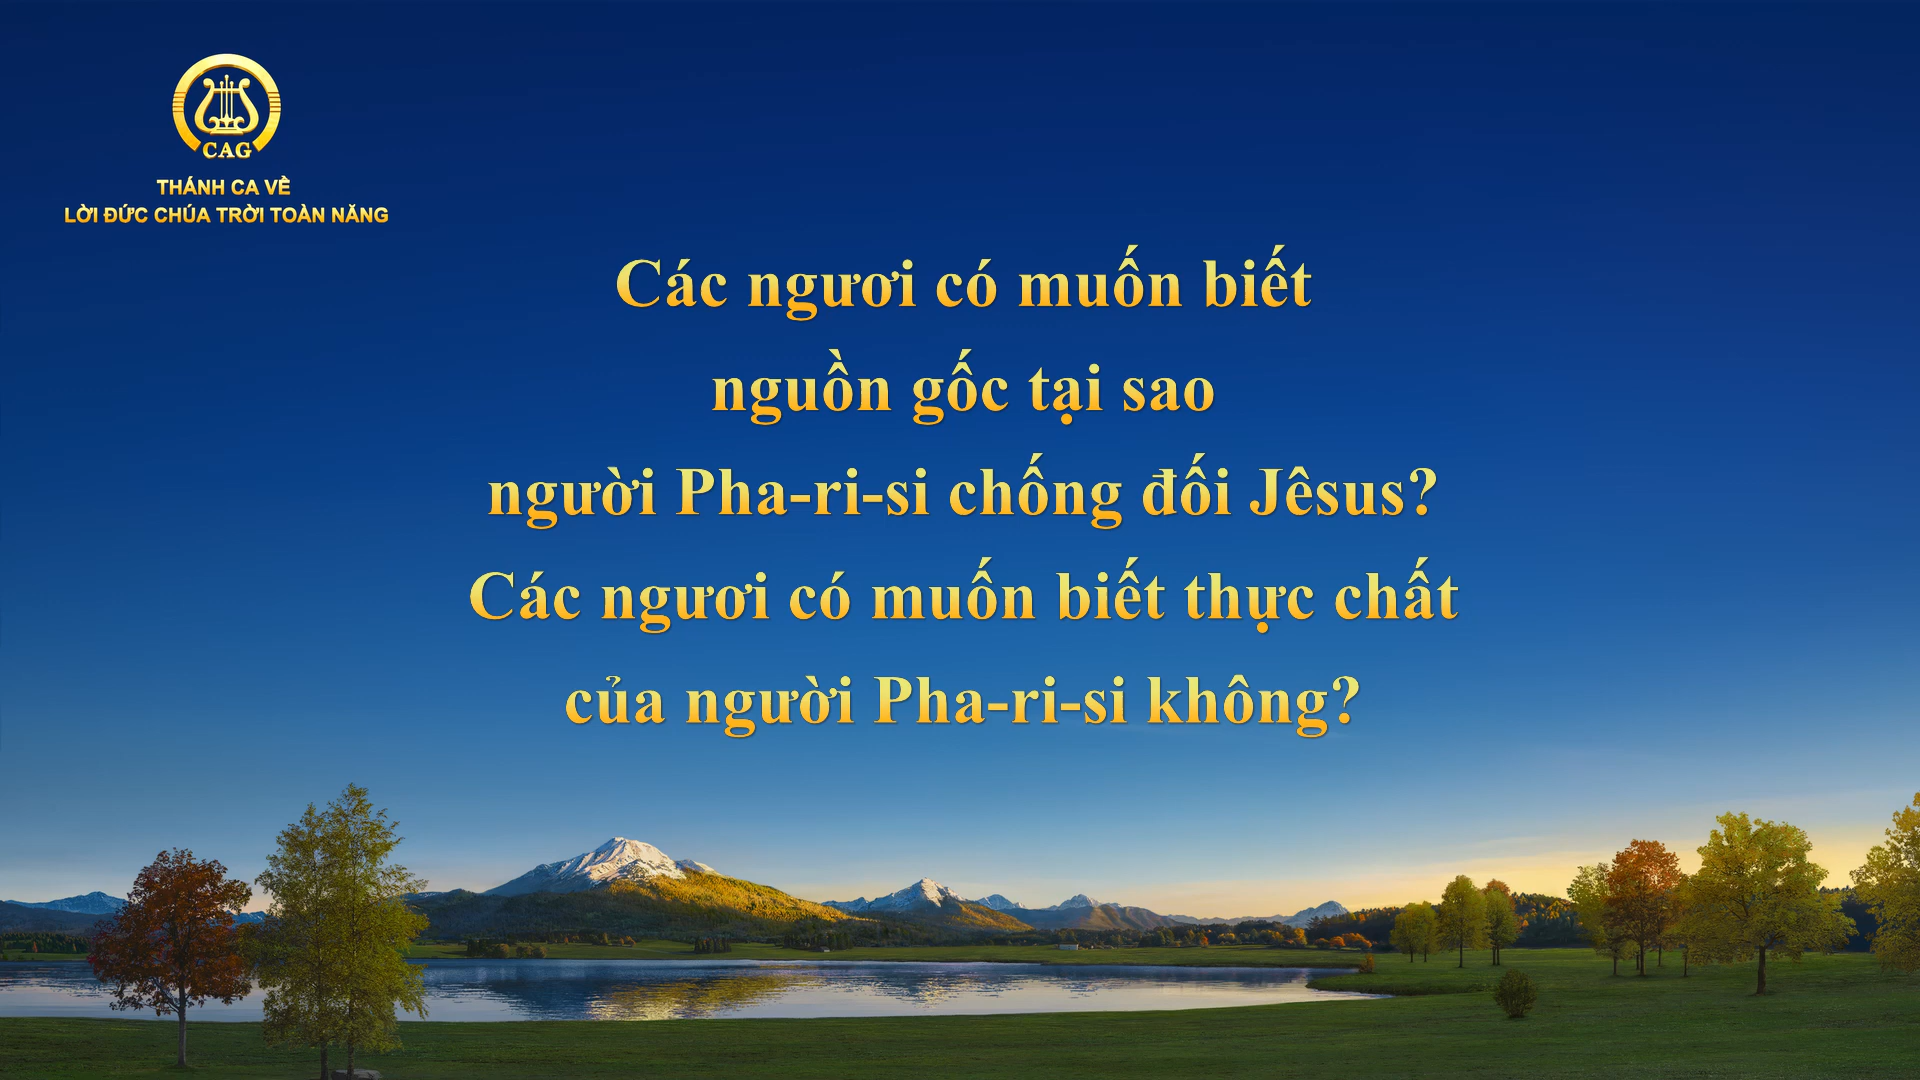 CAG
THÁNH CA VỀ
LỜI ĐỨC CHÚA TRỜI TOÀN NĂNG
Các ngươi có muốn biết
nguồn gốc tại sao
người Pha-ri-si chống đối Jêsus?
Các ngươi có muốn biết thực chất
của người Pha-ri-si không?